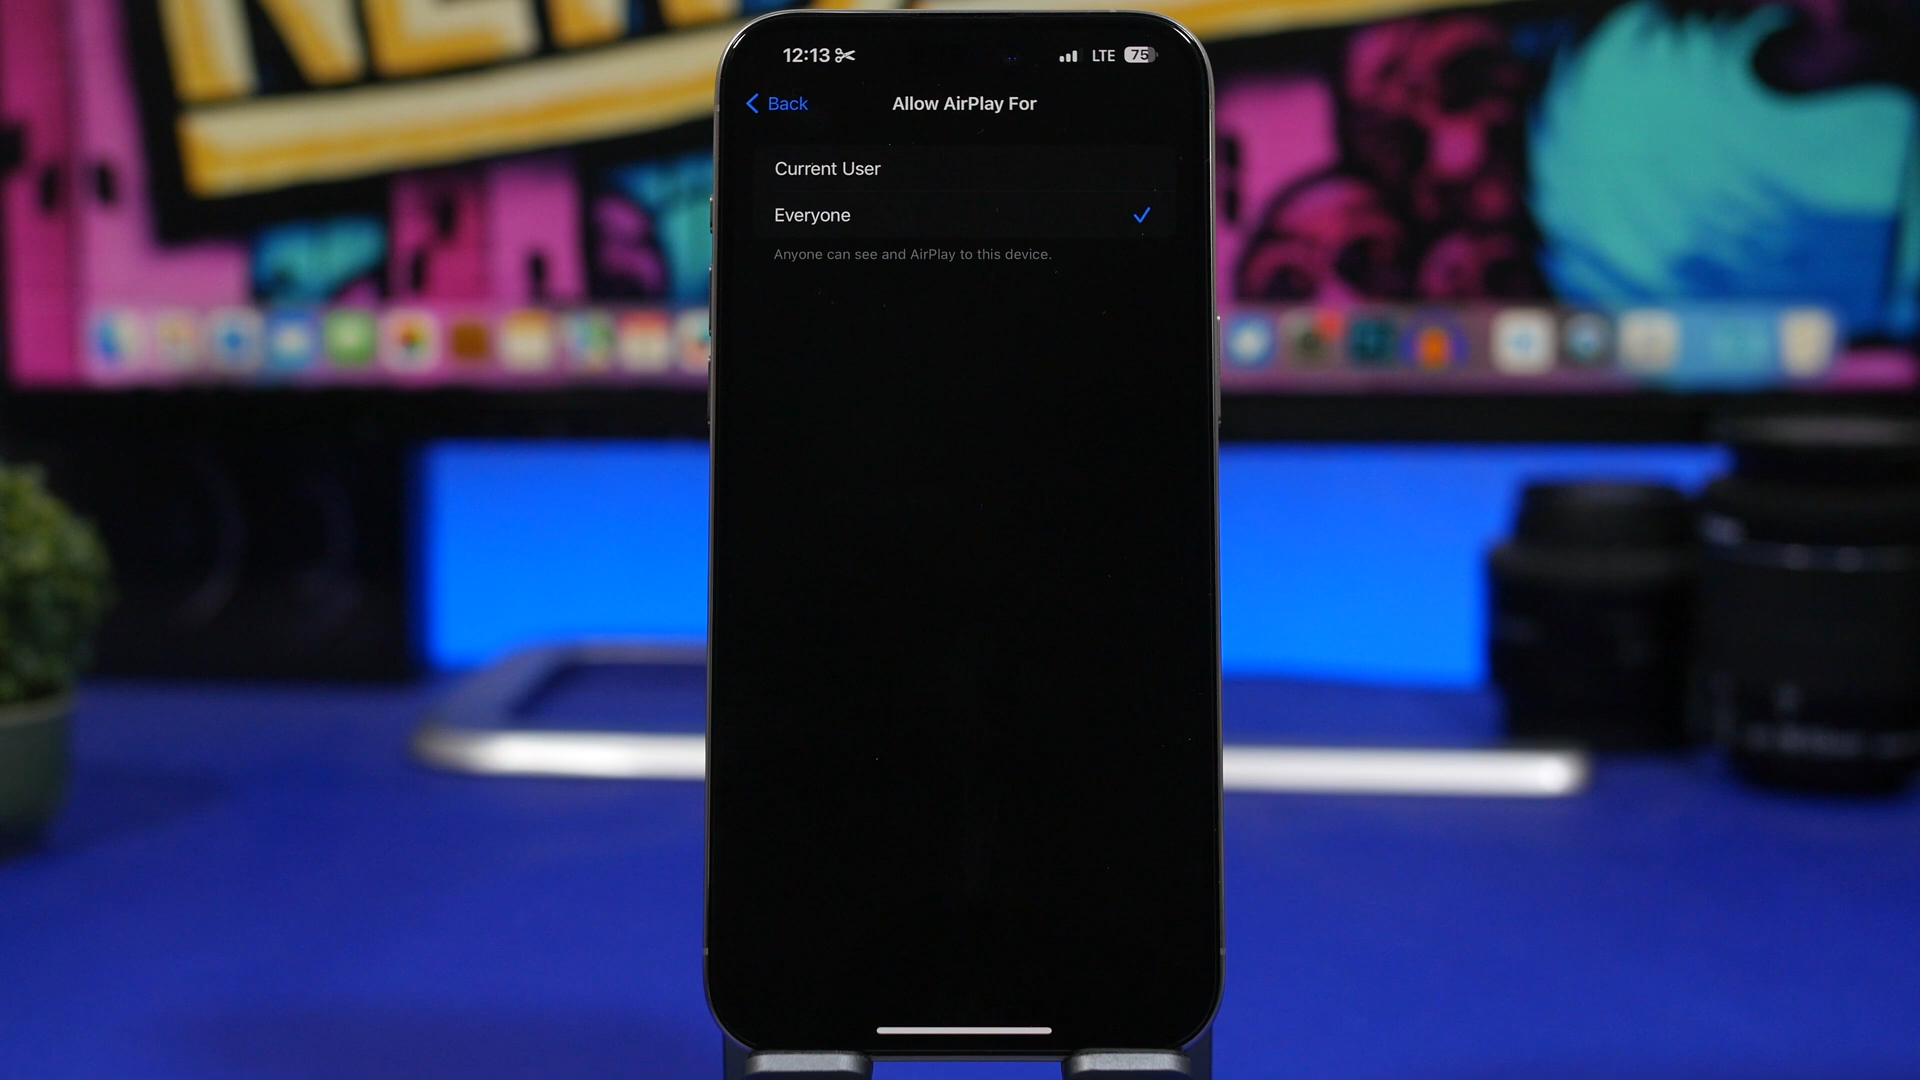 12:13 LTE 75
Back Allow AirPlay For
Current User
Everyone
Anyone can see and AirPlay to this device.